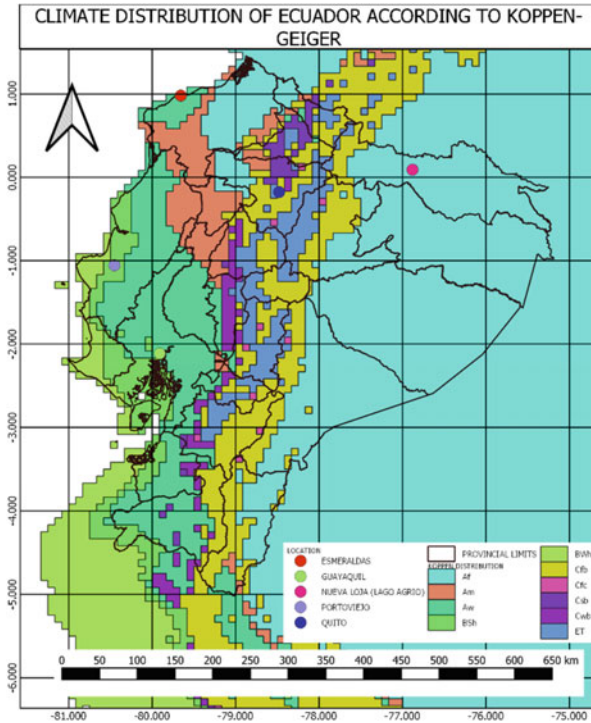 CLIMATE DISTRIBUTION OF ECUADOR ACCORDING TO KOPPEN-
GEIGER
1.000
0.000
-1.000
-2.000
-3.000
-4.000
-5.000
-6.000
LOCATION
ESMERALDAS
GUAYAQUIL
NUEVA LOJA (LAGO AGRIO)
PORTOVIEJO
QUITO
PROVINCIAL LIMITS
KOPPEN DISTRIBUTION
Af
Am
Aw
BSh
BWh
Cfb
Cfc
Csb
Cwb
ET
0 50 100 150 200 250 300 350 400 450 500 550 600 650 km
-81.000 -80.000 -79.000 -78.000 -77.000 -76.000 -75.000